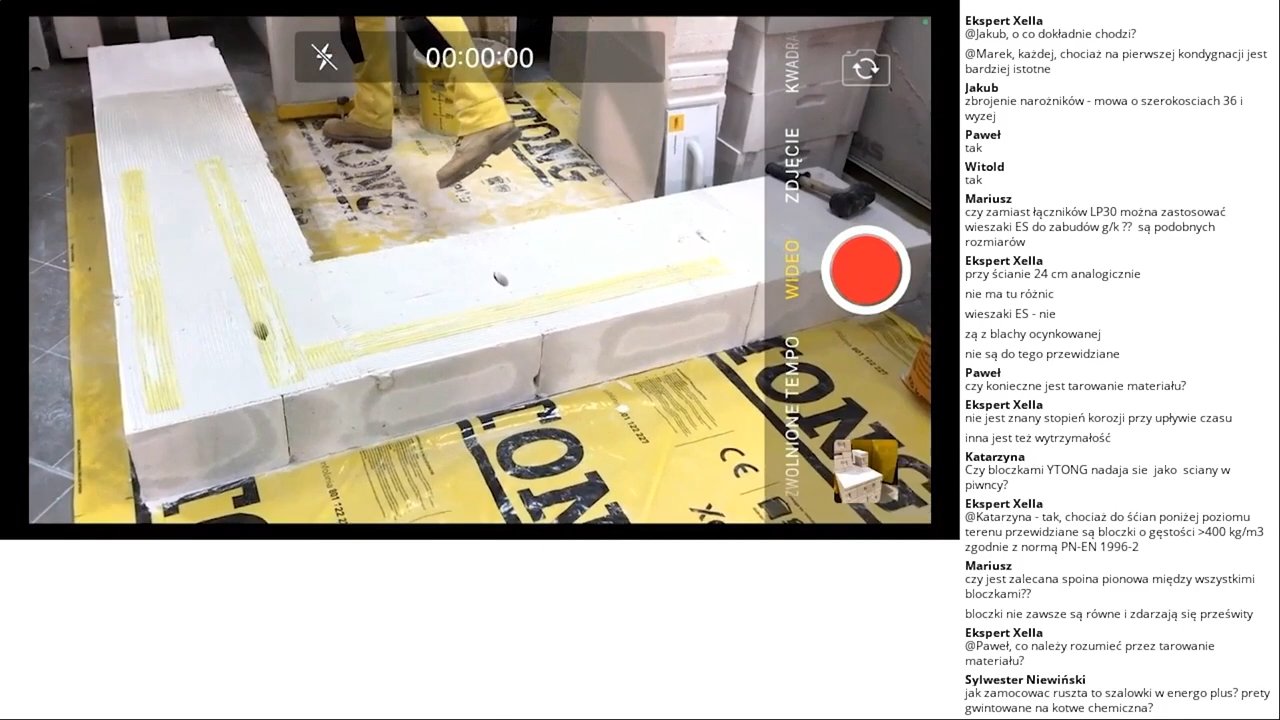 00:00:00
KWADRA
ZDJĘCIE
WIDEO
ZWOLNIONE TEMPO
Ekspert Xella
@Jakub, o co dokładnie chodzi?
@Marek, każdej, chociaż na pierwszej kondygnacji jest
bardziej istotne
Jakub
zbrojenie narożników - mowa o szerokosciach 36 i
wyzej
Paweł
tak
Witold
tak
Mariusz
czy zamiast łączników LP30 można zastosować
wieszaki ES do zabudów g/k ?? są podobnych
rozmiarów
Ekspert Xella
przy ścianie 24 cm analogicznie
nie ma tu różnic
wieszaki ES - nie
zą z blachy ocynkowanej
nie są do tego przewidziane
Paweł
czy konieczne jest tarowanie materiału?
Ekspert Xella
nie jest znany stopień korozji przy upływie czasu
inna jest też wytrzymałość
Katarzyna
Czy bloczkami YTONG nadaja sie jako sciany w
piwncy?
Ekspert Xella
@Katarzyna - tak, chociaż do śćian poniżej poziomu
terenu przewidziane są bloczki o gęstości >400 kg/m3
zgodnie z normą PN-EN 1996-2
Mariusz
czy jest zalecana spoina pionowa między wszystkimi
bloczkami??
bloczki nie zawsze są równe i zdarzają się prześwity
Ekspert Xella
@Paweł, co należy rozumieć przez tarowanie
materiału?
Sylwester Niewiński
jak zamocowac ruszta to szalowki w energo plus? prety
gwintowane na kotwe chemiczna?
TONG
TONG
TONG
801 122 227
CE